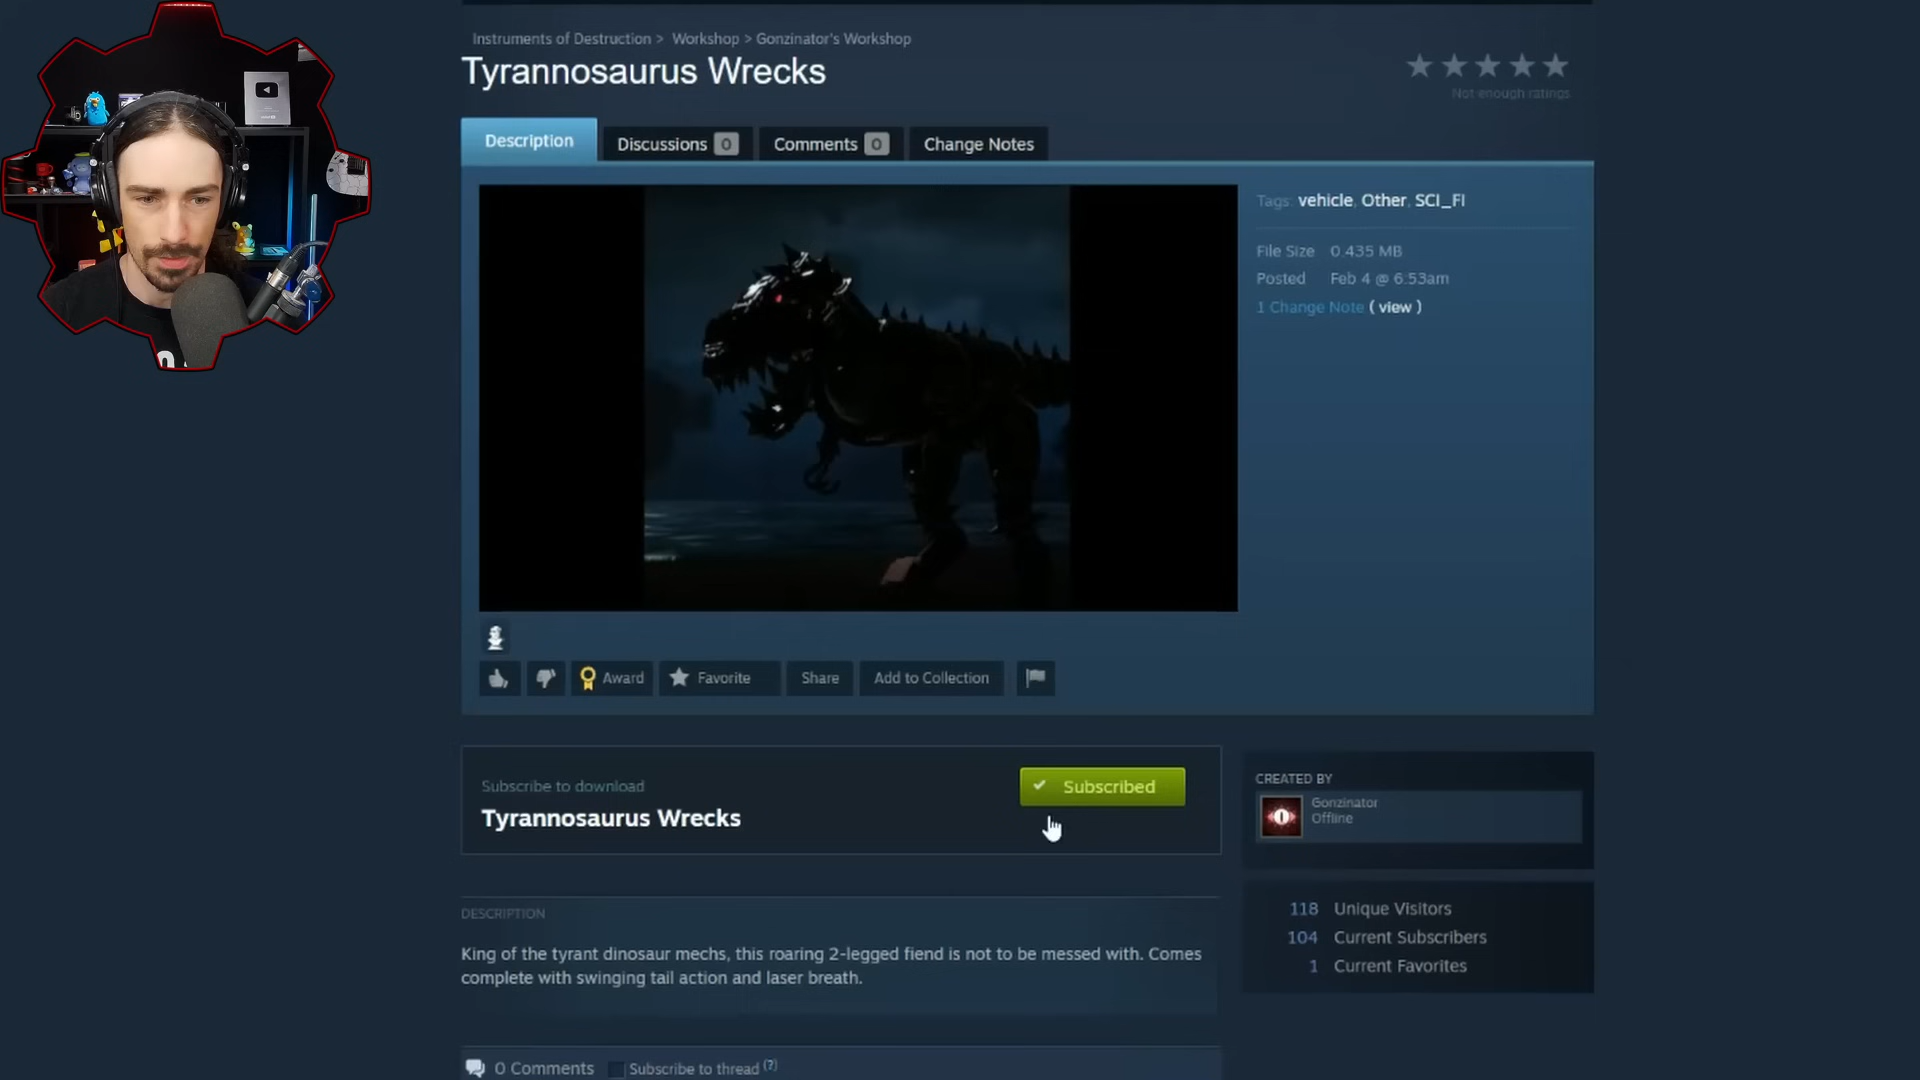 Instruments of Destruction > Workshop > Gonzinator's Workshop
Tyrannosaurus Wrecks
Not enough ratings
Description
Discussions 0
Comments 0
Change Notes
Tags: vehicle, Other, SCI_FI
File Size 0.435 MB
Posted Feb 4 @ 6:53am
1 Change Note ( view )
Award
Favorite
Share
Add to Collection
Subscribe to download
Tyrannosaurus Wrecks
Subscribed
CREATED BY
Gonzinator
Offline
118 Unique Visitors
104 Current Subscribers
1 Current Favorites
DESCRIPTION
King of the tyrant dinosaur mechs, this roaring 2-legged fiend is not to be messed with. Comes
complete with swinging tail action and laser breath.
0 Comments
Subscribe to thread (?)